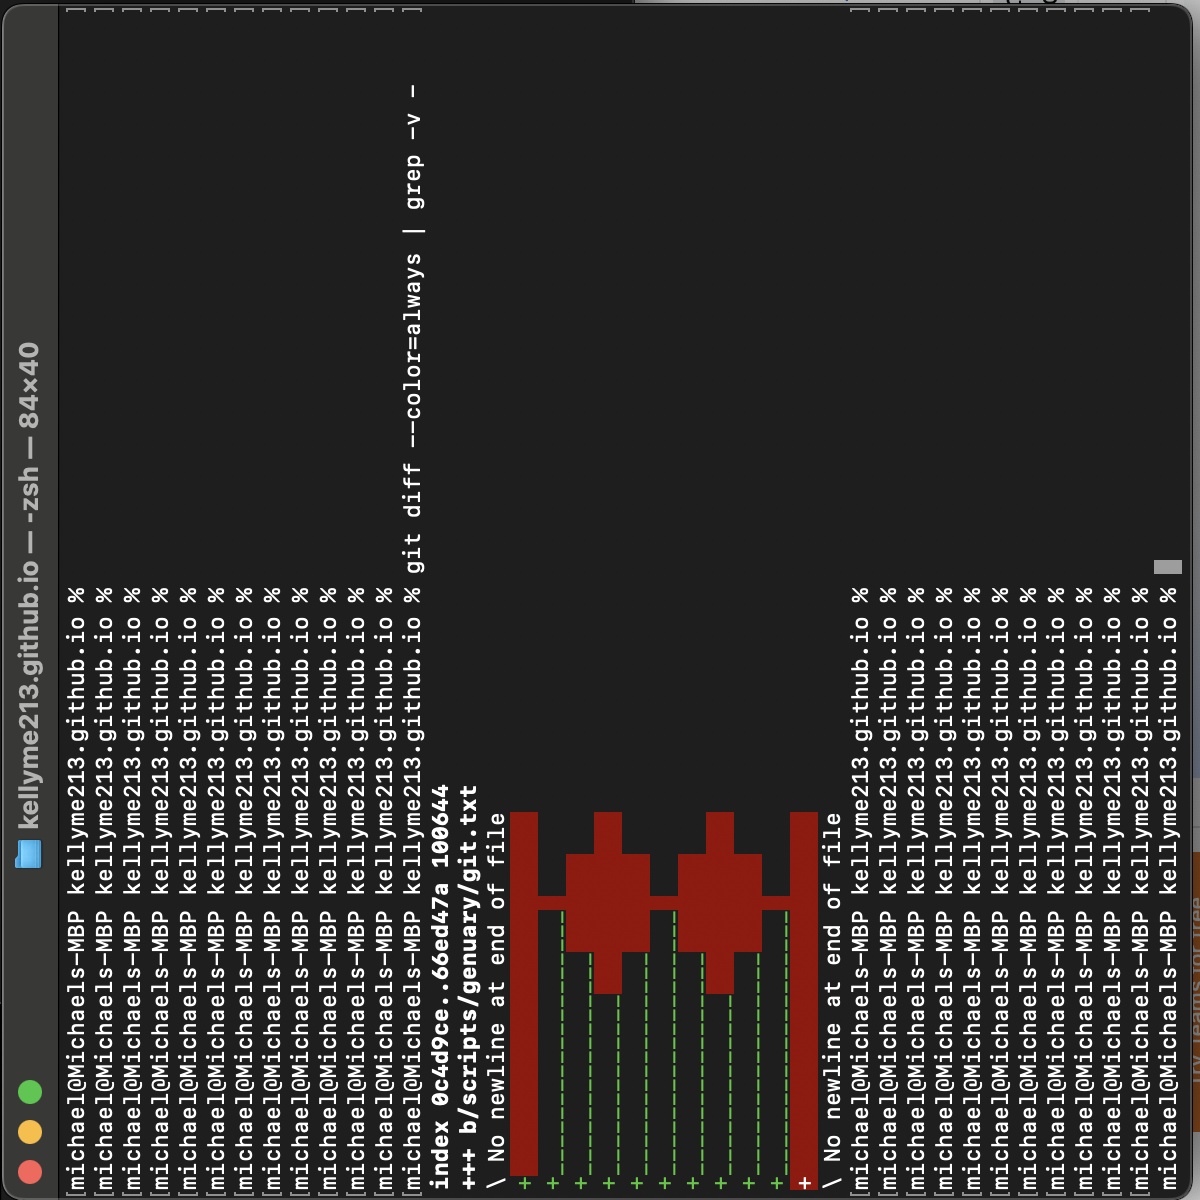 [michael@Michaels-MBP kellyme213.github.io % ]
[michael@Michaels-MBP kellyme213.github.io % ]
[michael@Michaels-MBP kellyme213.github.io % ]
[michael@Michaels-MBP kellyme213.github.io % ]
[michael@Michaels-MBP kellyme213.github.io % ]
[michael@Michaels-MBP kellyme213.github.io % ]
[michael@Michaels-MBP kellyme213.github.io % ]
[michael@Michaels-MBP kellyme213.github.io % ]
[michael@Michaels-MBP kellyme213.github.io % ]
[michael@Michaels-MBP kellyme213.github.io % ]
[michael@Michaels-MBP kellyme213.github.io % ]
[michael@Michaels-MBP kellyme213.github.io % ]
[michael@Michaels-MBP kellyme213.github.io % git diff --color=always | grep -v - ]
index 0c4d9ce..66ed47a 100644
+++ b/scripts/genuary/git.txt
\ No newline at end of file
+
+___________________
+________________
+_____________
+________________
+___________________
+________________
+_____________
+________________
+___________________
+
\ No newline at end of file
[michael@Michaels-MBP kellyme213.github.io % ]
[michael@Michaels-MBP kellyme213.github.io % ]
[michael@Michaels-MBP kellyme213.github.io % ]
[michael@Michaels-MBP kellyme213.github.io % ]
[michael@Michaels-MBP kellyme213.github.io % ]
[michael@Michaels-MBP kellyme213.github.io % ]
[michael@Michaels-MBP kellyme213.github.io % ]
[michael@Michaels-MBP kellyme213.github.io % ]
[michael@Michaels-MBP kellyme213.github.io % ]
[michael@Michaels-MBP kellyme213.github.io % ]
[michael@Michaels-MBP kellyme213.github.io % ]
michael@Michaels-MBP kellyme213.github.io %
kellyme213.github.io — -zsh — 84×40